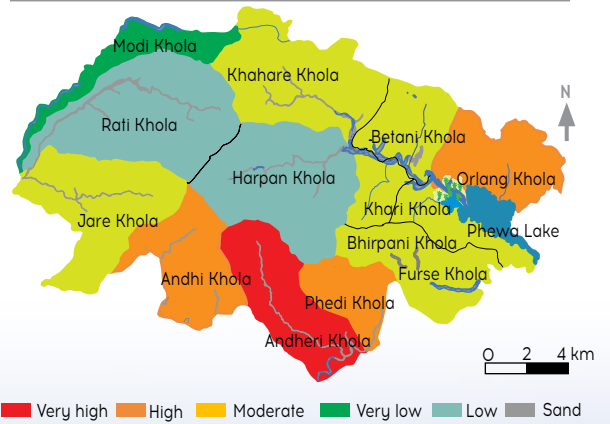 Modi Khola
Khahare Khola
N
Rati Khola
Betani Khola
Harpan Khola
Orlang Khola
Jare Khola
Khari Khola
Phewa Lake
Bhirpani Khola
Andhi Khola
Furse Khola
Phedi Khola
Andheri Khola
0 2 4 km
Very high High Moderate Very low Low Sand